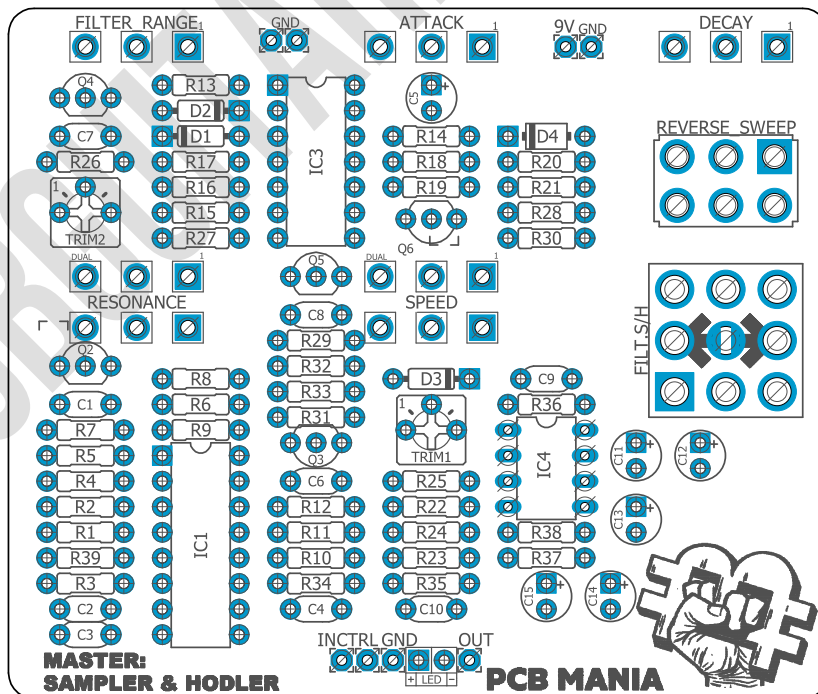 FILTER_RANGE 1 GND ATTACK 1 9V GND DECAY 1
Q4 R13 C5 +
D2
C7 D1 R14 D4 REVERSE_SWEEP
R26 R17 IC3 R18 R20
1 R16 R19 R21
R15 R28
TRIM2 R27 Q6 R30
DUAL 1 Q5 DUAL 1
RESONANCE C8 SPEED
R29 FILT.S/H
Q2 R32
R8 R33 D3 C9
C1 R6 R31 1 R36
R7 R9 Q3 TRIM1 C11 + C12 +
R5 C6 IC4
R4 R25
R2 IC1 R12 R22 C13 +
R1 R11 R24 R38
R39 R10 R23 R37
R3 R34 R35 C15 + C14 +
C2 C4 C10
C3
INCTRL GND OUT
+ LED -
MASTER:
SAMPLER & HODLER PCB MANIA